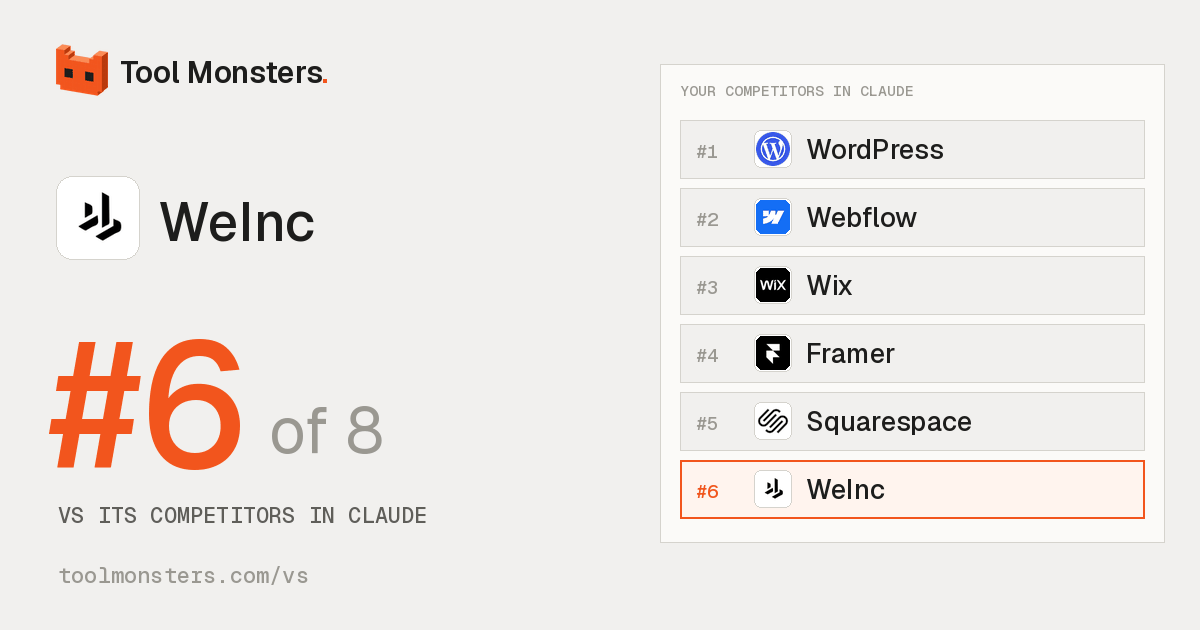 Tool Monsters.
WeInc
#6 of 8
VS ITS COMPETITORS IN CLAUDE
toolmonsters.com/vs
YOUR COMPETITORS IN CLAUDE
#1 WordPress
#2 Webflow
#3 WiX Wix
#4 Framer
#5 Squarespace
#6 WeInc